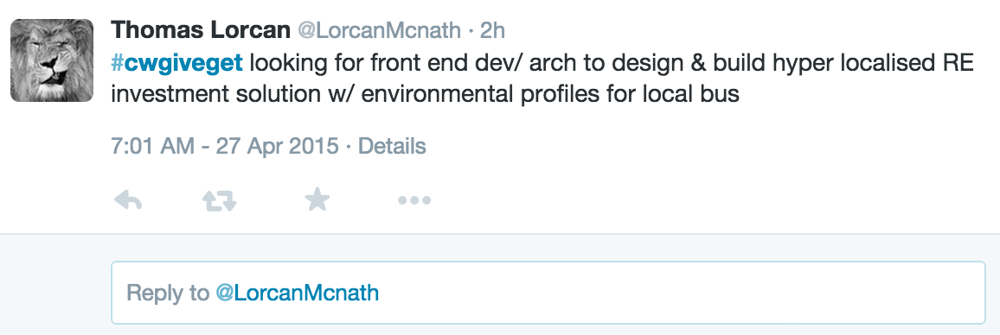 Thomas Lorcan @LorcanMcnath · 2h
#cwgiveget looking for front end dev/ arch to design & build hyper localised RE
investment solution w/ environmental profiles for local bus
7:01 AM - 27 Apr 2015 · Details
Reply to @LorcanMcnath